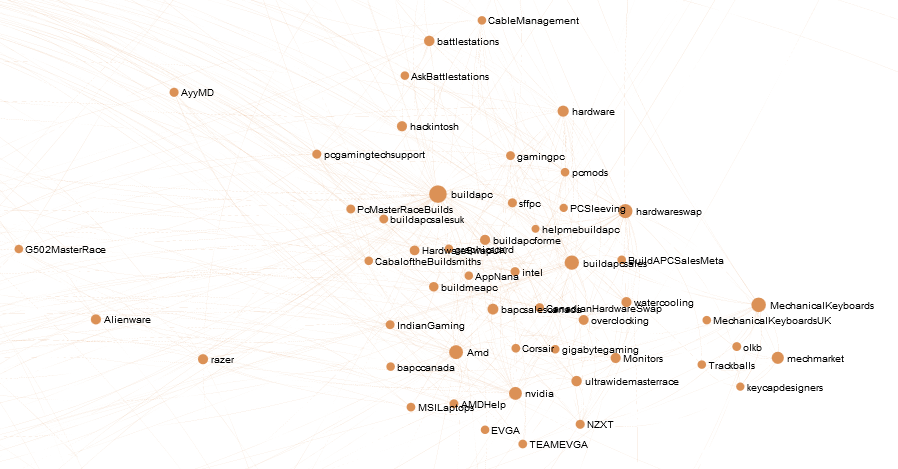 CableManagement
battlestations
AskBattlestations
AyyMD
hardware
hackintosh
pcgamingtechsupport
gamingpc
pcmods
buildapc
sffpc
PcMasterRaceBuilds
PCSleeving
hardwareswap
buildapcsalesuk
helpmebuildapc
buildapcforme
G502MasterRace
HardwareSwapUK
graphiccard
CabaloftheBuildsmiths
buildapcsales
BuildAPCSalesMeta
intel
AppNana
buildmeapc
watercooling
MechanicalKeyboards
bapcsalescanada
CanadianHardwareSwap
Alienware
overclocking
MechanicalKeyboardsUK
IndianGaming
olkb
Corsair
gigabytegaming
Amd
razer
Monitors
mechmarket
Trackballs
bapccanada
ultrawidemasterrace
keycapdesigners
nvidia
AMDHelp
MSILaptops
NZXT
EVGA
TEAMEVGA